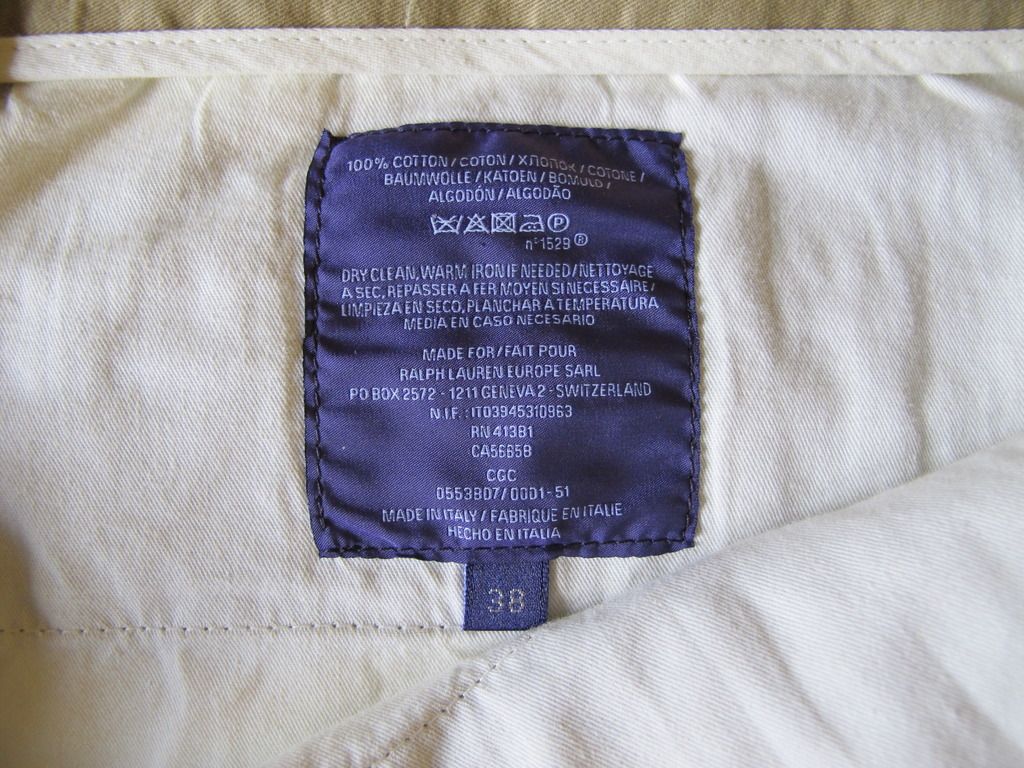 100% COTTON / COTON / ХЛОПОК / COTONE /
BAUMWOLLE / KATOEN / BOMULD /
ALGODÓN / ALGODÃO
P
n° 1529 ®
DRY CLEAN, WARM IRON IF NEEDED / NETTOYAGE
A SEC, REPASSER A FER MOYEN SI NECESSAIRE /
LIMPIEZA EN SECO, PLANCHAR A TEMPERATURA
MEDIA EN CASO NECESARIO
MADE FOR / FAIT POUR
RALPH LAUREN EUROPE SARL
PO BOX 2572 - 1211 GENEVA 2 - SWITZERLAND
N.I.F. : IT03945310963
RN 41381
CA56658
CGC
0553807/0001-51
MADE IN ITALY / FABRIQUE EN ITALIE
HECHO EN ITALIA
38